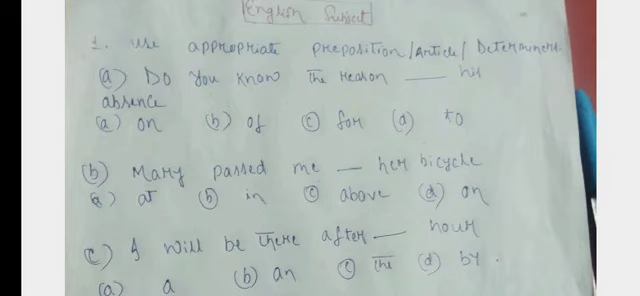 English Subject
1. use appropriate preposition/Article/Determiners
(a) Do You know the reason ___ his
absence
(a) on (b) of (c) for (d) to
(b) Mary passed me __ her bicycle
(a) at (b) in (c) above (d) on
(c) I will be there after ___ hour
(a) a (b) an (c) the (d) by .